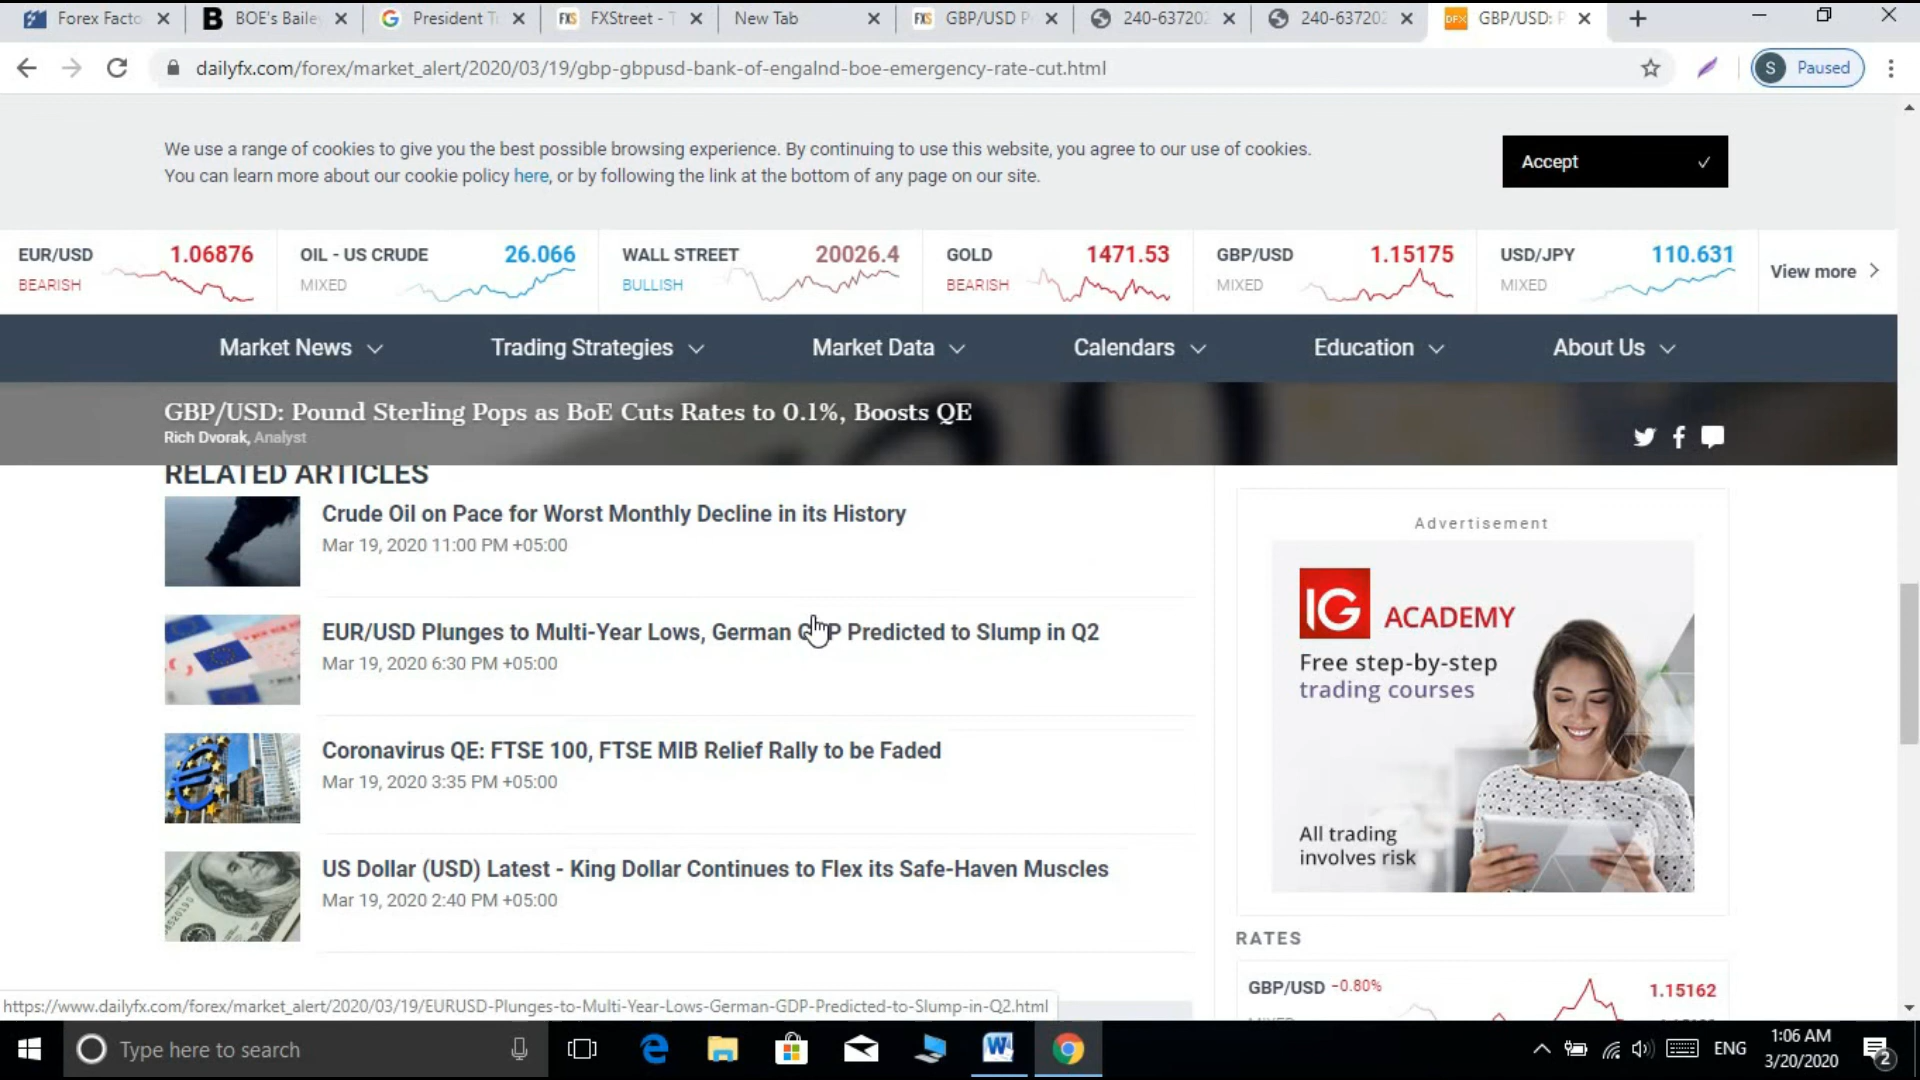 Forex Facto
BOE's Baile
President T
FXStreet - T
New Tab
GBP/USD P
240-637202
240-637202
GBP/USD: P
dailyfx.com/forex/market_alert/2020/03/19/gbp-gbpusd-bank-of-engalnd-boe-emergency-rate-cut.html
S Paused
We use a range of cookies to give you the best possible browsing experience. By continuing to use this website, you agree to our use of cookies.
You can learn more about our cookie policy here, or by following the link at the bottom of any page on our site.
Accept
EUR/USD 1.06876
BEARISH
OIL - US CRUDE 26.066
MIXED
WALL STREET 20026.4
BULLISH
GOLD 1471.53
BEARISH
GBP/USD 1.15175
MIXED
USD/JPY 110.631
MIXED
View more
Market News
Trading Strategies
Market Data
Calendars
Education
About Us
GBP/USD: Pound Sterling Pops as BoE Cuts Rates to 0.1%, Boosts QE
Rich Dvorak, Analyst
RELATED ARTICLES
Crude Oil on Pace for Worst Monthly Decline in its History
Mar 19, 2020 11:00 PM +05:00
EUR/USD Plunges to Multi-Year Lows, German GDP Predicted to Slump in Q2
Mar 19, 2020 6:30 PM +05:00
Coronavirus QE: FTSE 100, FTSE MIB Relief Rally to be Faded
Mar 19, 2020 3:35 PM +05:00
US Dollar (USD) Latest - King Dollar Continues to Flex its Safe-Haven Muscles
Mar 19, 2020 2:40 PM +05:00
Advertisement
IG ACADEMY
Free step-by-step
trading courses
All trading
involves risk
RATES
GBP/USD -0.80% 1.15162
https://www.dailyfx.com/forex/market_alert/2020/03/19/EURUSD-Plunges-to-Multi-Year-Lows-German-GDP-Predicted-to-Slump-in-Q2.html
Type here to search
ENG
1:06 AM
3/20/2020
2